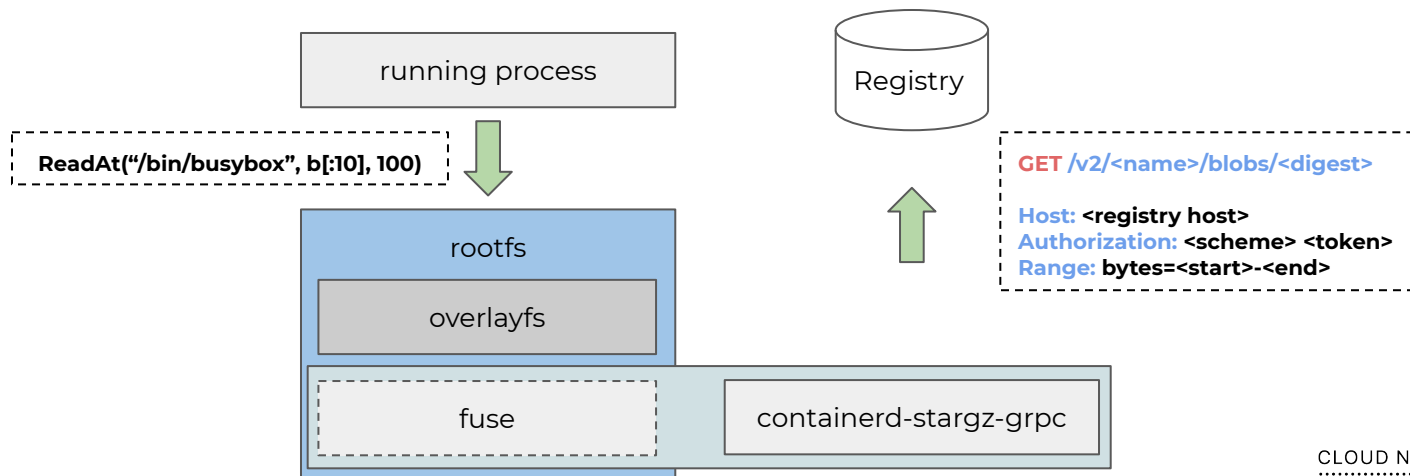 running process
Registry
ReadAt(“/bin/busybox”, b[:10], 100)
GET /v2/<name>/blobs/<digest>
Host: <registry host>
Authorization: <scheme> <token>
Range: bytes=<start>-<end>
rootfs
overlayfs
fuse
containerd-stargz-grpc
CLOUD N